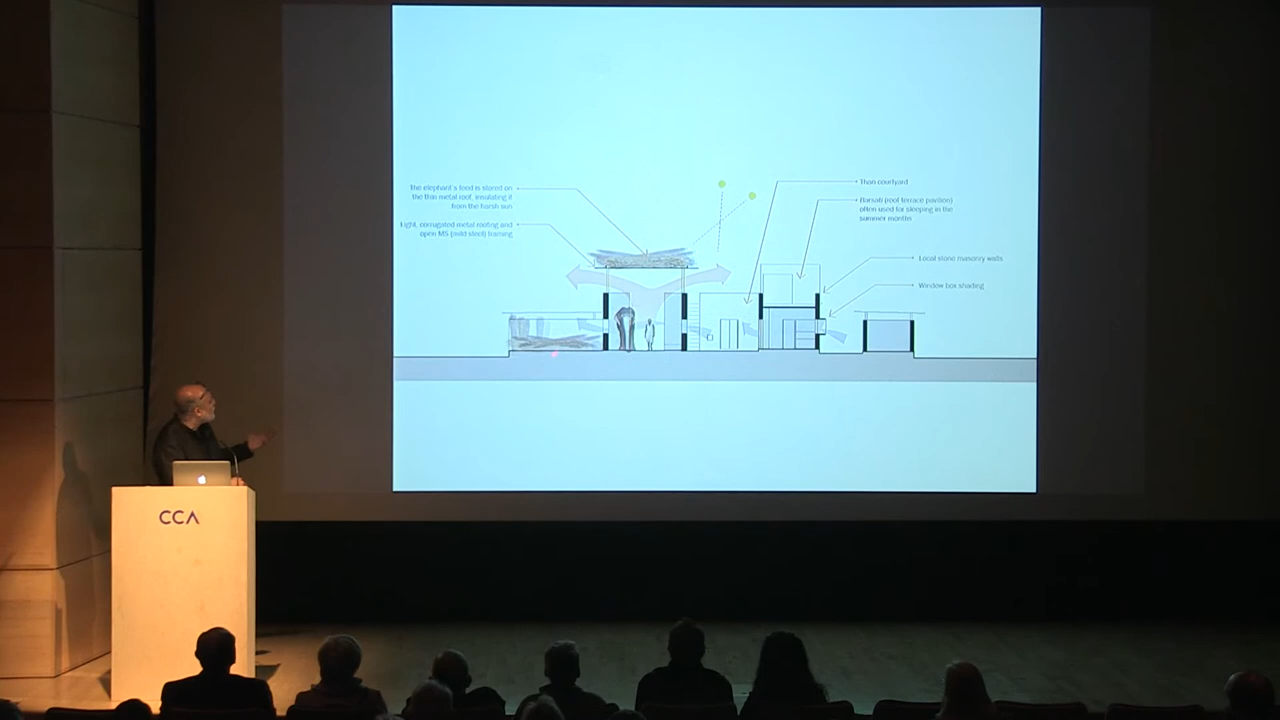 The elephant's feed is stored on
the thin metal roof, insulating it
from the harsh sun
Light, corrugated metal roofing and
open MS (mild steel) framing
Than courtyard
Barsati (roof terrace pavilion)
often used for sleeping in the
summer months
Local stone masonry walls
Window box shading
CCA